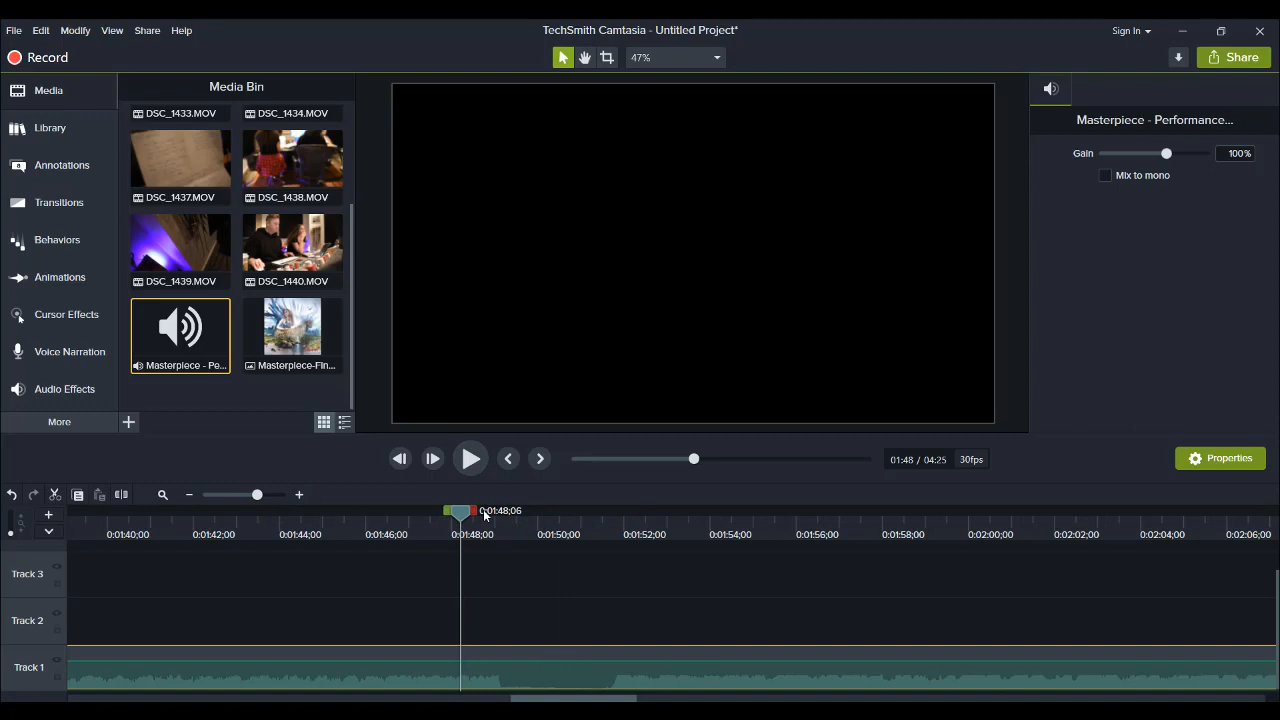 File Edit Modify View Share Help
TechSmith Camtasia - Untitled Project*
Sign In
Record
47%
Share
Media
Library
Annotations
Transitions
Behaviors
Animations
Cursor Effects
Voice Narration
Audio Effects
More
Media Bin
DSC_1433.MOV DSC_1434.MOV
DSC_1437.MOV DSC_1438.MOV
DSC_1439.MOV DSC_1440.MOV
Masterpiece - Pe... Masterpiece-Fin...
Masterpiece - Performance...
Gain 100%
Mix to mono
01:48 / 04:25 30fps
Properties
0:01:48;06
0:01:40;00 0:01:42;00 0:01:44;00 0:01:46;00 0:01:48;00 0:01:50;00 0:01:52;00 0:01:54;00 0:01:56;00 0:01:58;00 0:02:00;00 0:02:02;00 0:02:04;00 0:02:06;00
Track 3
Track 2
Track 1